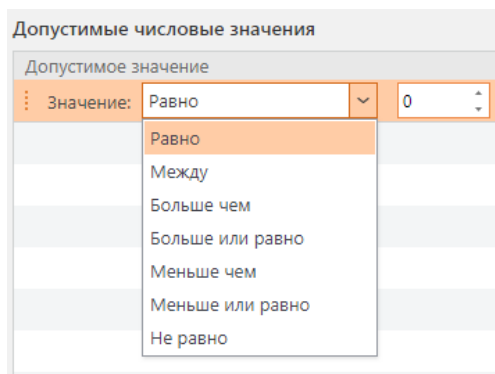 Допустимые числовые значения
Допустимое значение
Значение: Равно 0
Равно
Между
Больше чем
Больше или равно
Меньше чем
Меньше или равно
Не равно